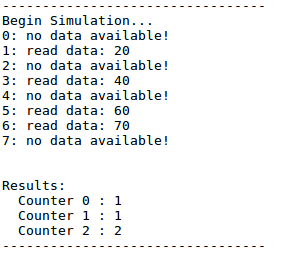 ---------------------------------
Begin Simulation...
0: no data available!
1: read data: 20
2: no data available!
3: read data: 40
4: no data available!
5: read data: 60
6: read data: 70
7: no data available!

Results:
  Counter 0 : 1
  Counter 1 : 1
  Counter 2 : 2
---------------------------------